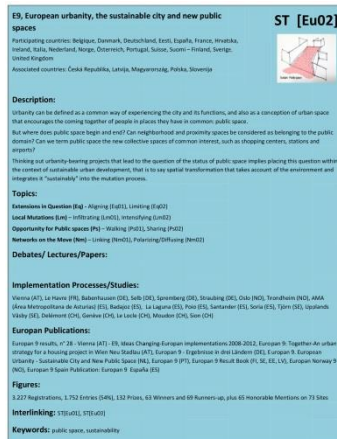 E9, European urbanity, the sustainable city and new public
spaces
ST [Eu02]
Participating countries: Belgique, Danmark, Deutschland, Eesti, España, France, Hrvatska,
Ireland, Italia, Nederland, Norge, Österreich, Portugal, Suisse, Suomi – Finland, Sverige,
United Kingdom
Associated countries: Česká Republika, Latvija, Magyarország, Polska, Slovenija
Description:
Urbanity can be defined as a common way of experiencing the city and its functions, and also as a conception of urban space
that encourages the coming together of people in places they have in common: public space.
But where does public space begin and end? Can neighborhood and proximity spaces be considered as belonging to the public
domain? Can we term public space the new collective spaces of common interest, such as shopping centers, stations and
airports?
Thinking out urbanity-bearing projects that lead to the question of the status of public space implies placing this question within
the context of sustainable urban development, that is to say spatial transformation that takes account of the environment and
integrates it "sustainably" into the mutation process.
Topics:
Extensions in Question (Eq) - Aligning (Eq01), Limiting (Eq02)
Local Mutations (Lm) – Infiltrating (Lm01), Intensifying (Lm02)
Opportunity for Public spaces (Ps) – Walking (Ps01), Sharing (Ps02)
Networks on the Move (Nm) – Linking (Nm01), Polarizing/Diffusing (Nm02)
Debates/ Lectures/Papers:
Implementation Processes/Studies:
Vienna (AT), Le Havre (FR), Babenhausen (DE), Selb (DE), Spremberg (DE), Straubing (DE), Oslo (NO), Trondheim (NO), AMA
(Área Metropolitana de Asturias) (ES), Badajoz (ES), La Laguna (ES), Poio (ES), Santander (ES), Soria (ES), Tjörn (SE), Upplands
Väsby (SE), Delémont (CH), Genève (CH), Le Locle (CH), Moudon (CH), Sion (CH)
Europan Publications:
Europan 9 results, n° 28 - Vienna (AT) - E9, Ideas Changing-Europan Implementations 2008-2012, Europan 9: Together-An urban
strategy for a housing project in Wien Neu Stadlau (AT), Europan 9 - Ergebnisse in drei Ländern (DE), Europan 9. European
Urbanity - Sustainable City and New Public Space (NL), Europan 9 (PT), Europan 9 Result Book (FI, SE, EE, LV), Europan Norway 9
(NO), Europan 9 Spain Publication: Europan 9 España (ES)
Figures:
3.227 Registrations, 1.752 Entries (54%), 132 Prizes, 63 Winners and 69 Runners-up, plus 65 Honorable Mentions on 73 Sites
Interlinking: ST[Eu01], ST[Eu03]
Keywords: public space, sustainability